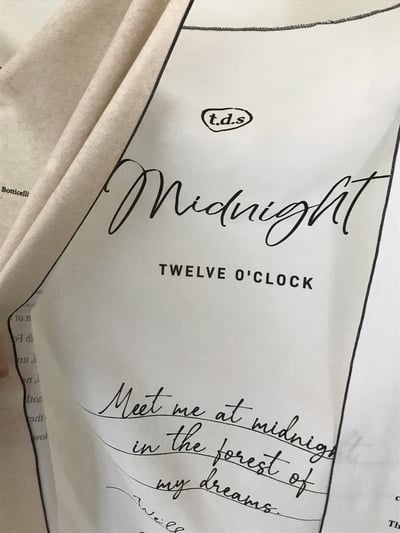 t.d.s
Botticelli
Midnight
TWELVE O'CLOCK
Meet me at midnight
in the forest of
my dreams.